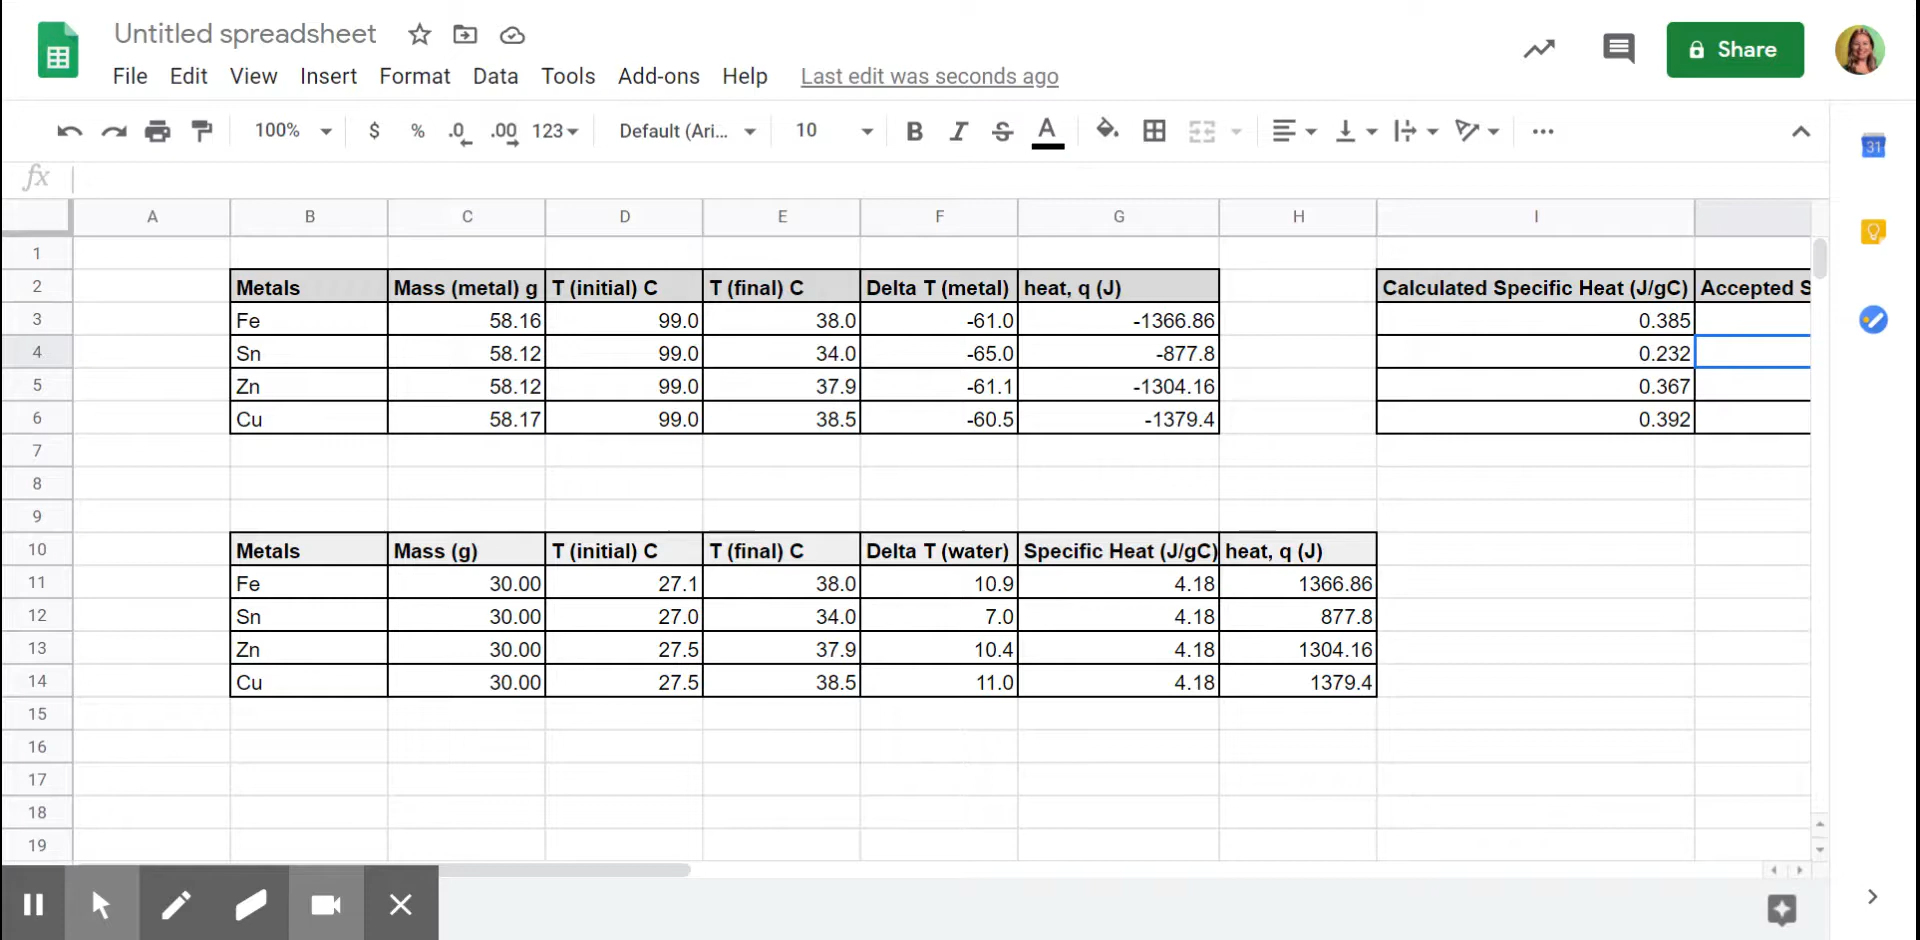 Untitled spreadsheet
File Edit View Insert Format Data Tools Add-ons Help Last edit was seconds ago
Share
100% $ % .0 .00 123 Default (Ari... 10 B I S A
31
fx
A B C D E F G H I
1
2 Metals Mass (metal) g T (initial) C T (final) C Delta T (metal) heat, q (J) Calculated Specific Heat (J/gC) Accepted S
3 Fe 58.16 99.0 38.0 -61.0 -1366.86 0.385
4 Sn 58.12 99.0 34.0 -65.0 -877.8 0.232
5 Zn 58.12 99.0 37.9 -61.1 -1304.16 0.367
6 Cu 58.17 99.0 38.5 -60.5 -1379.4 0.392
7
8
9
10 Metals Mass (g) T (initial) C T (final) C Delta T (water) Specific Heat (J/gC) heat, q (J)
11 Fe 30.00 27.1 38.0 10.9 4.18 1366.86
12 Sn 30.00 27.0 34.0 7.0 4.18 877.8
13 Zn 30.00 27.5 37.9 10.4 4.18 1304.16
14 Cu 30.00 27.5 38.5 11.0 4.18 1379.4
15
16
17
18
19